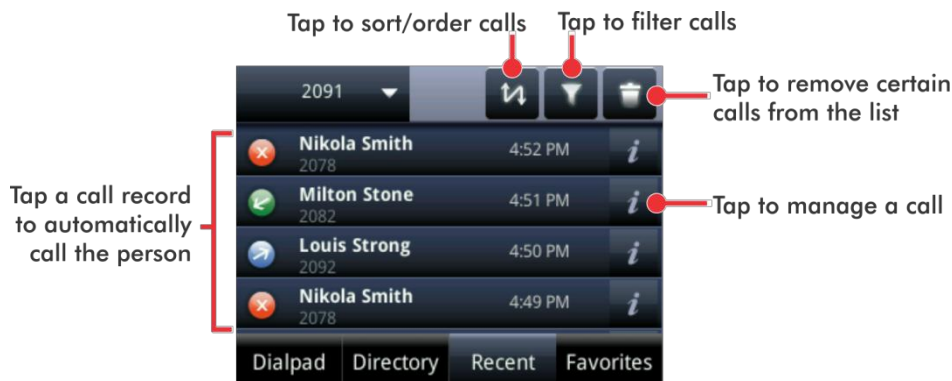 Tap to sort/order calls
Tap to filter calls
2091
Tap to remove certain
calls from the list
Nikola Smith
4:52 PM
i
2078
Milton Stone
4:51 PM
i
2082
Tap to manage a call
Tap a call record
to automatically
call the person
Louis Strong
4:50 PM
i
2092
Nikola Smith
4:49 PM
i
2078
Dialpad
Directory
Recent
Favorites